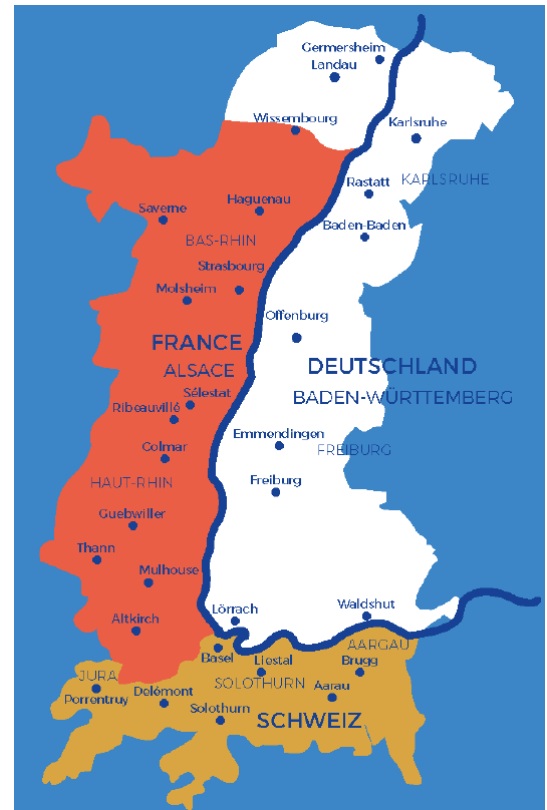 Germersheim
Landau
Wissembourg
Karlsruhe
KARLSRUHE
Rastatt
Haguenau
Saverne
Baden-Baden
BAS-RHIN
Strasbourg
Molsheim
Offenburg
FRANCE
ALSACE
DEUTSCHLAND
BADEN-WÜRTTEMBERG
Sélestat
Ribeauvillé
Emmendingen
Colmar
FREIBURG
HAUT-RHIN
Freiburg
Guebwiller
Thann
Mulhouse
Lörrach
Waldshut
Altkirch
Basel
AARGAU
Liestal
Brugg
JURA
SOLOTHURN
Porrentruy
Delémont
Aarau
Solothurn
SCHWEIZ